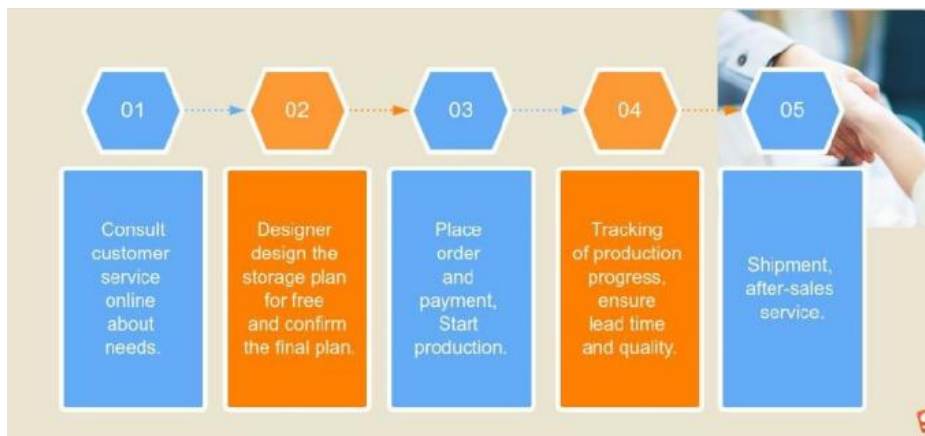 01
02
03
04
05
Consult
customer
service
online
about
needs.
Designer
design the
storage plan
for free
and confirm
the final plan.
Place
order
and
payment,
Start
production.
Tracking
of production
progress,
ensure
lead time
and quality.
Shipment,
after-sales
service.